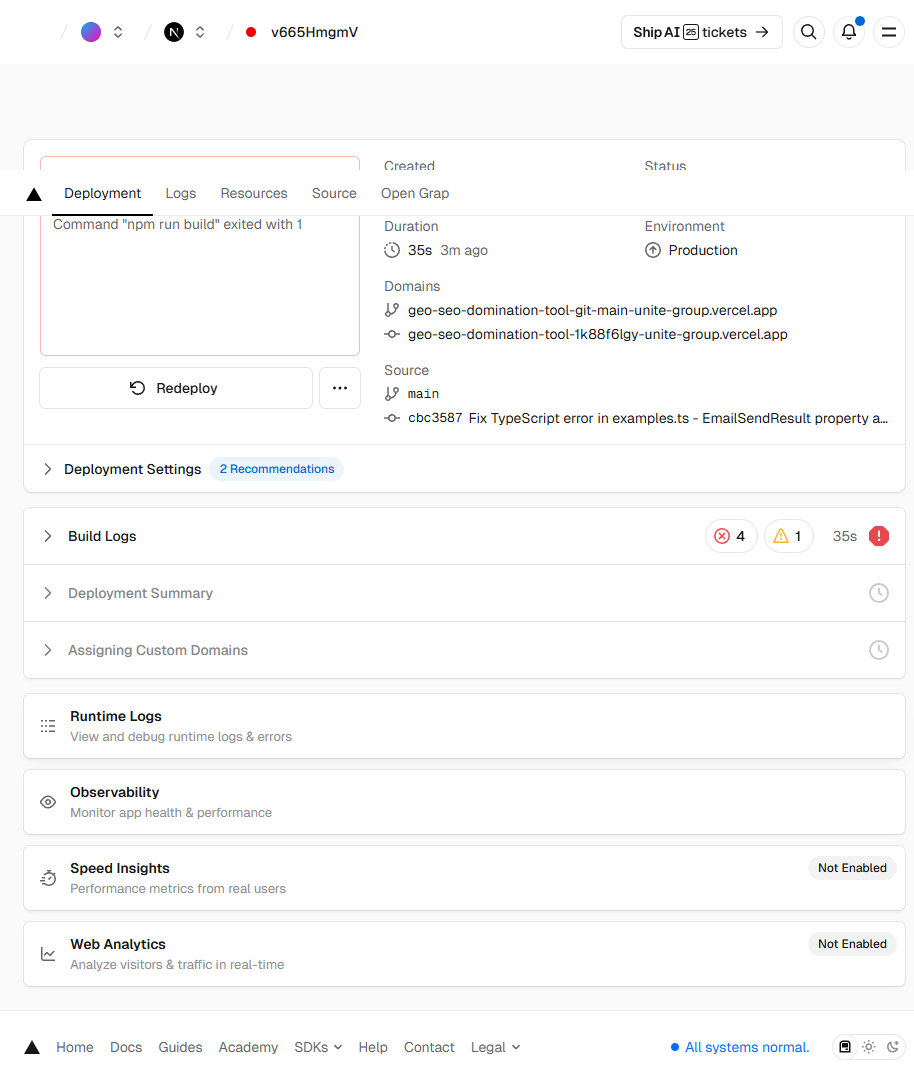 v665HmgmV
Ship AI 25 tickets
Created
Status
Deployment
Logs
Resources
Source
Open Grap
Command "npm run build" exited with 1
Duration
35s 3m ago
Environment
Production
Domains
geo-seo-domination-tool-git-main-unite-group.vercel.app
geo-seo-domination-tool-1k88f6lgy-unite-group.vercel.app
Source
main
cbc3587 Fix TypeScript error in examples.ts - EmailSendResult property a...
Redeploy
Deployment Settings
2 Recommendations
Build Logs
4
1
35s
Deployment Summary
Assigning Custom Domains
Runtime Logs
View and debug runtime logs & errors
Observability
Monitor app health & performance
Speed Insights
Performance metrics from real users
Not Enabled
Web Analytics
Analyze visitors & traffic in real-time
Not Enabled
Home
Docs
Guides
Academy
SDKs
Help
Contact
Legal
All systems normal.